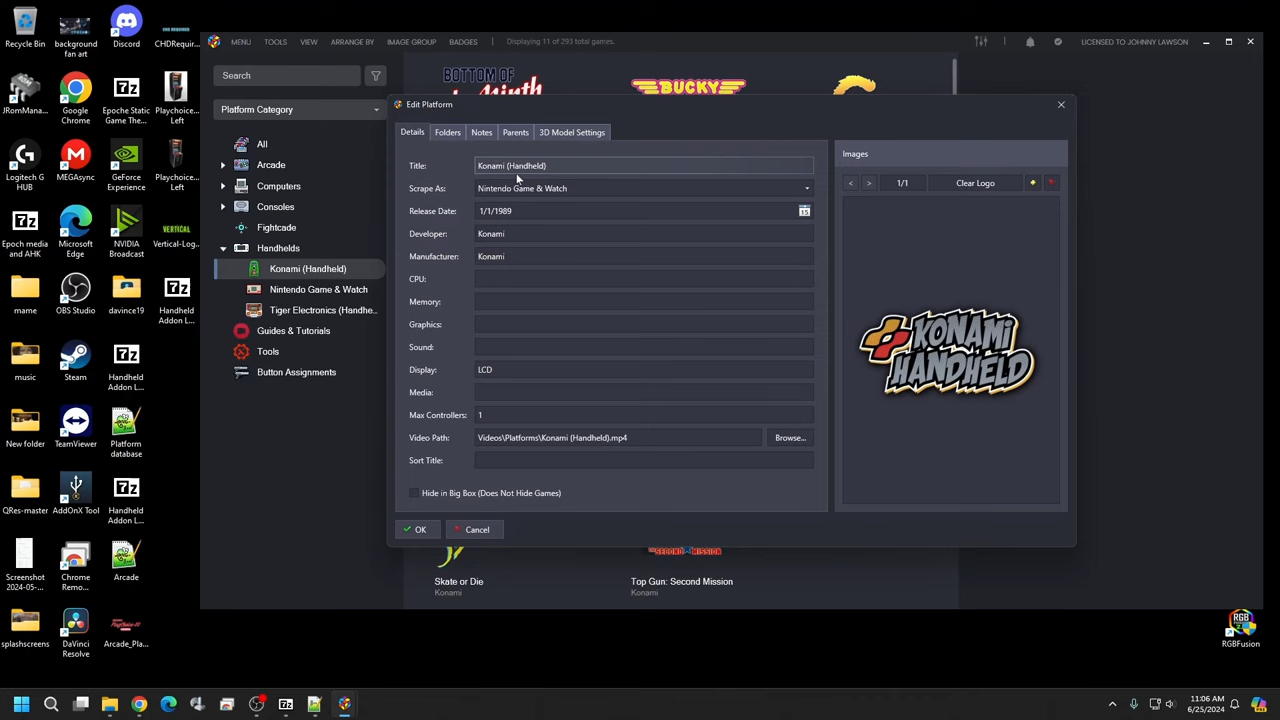 Recycle Bin
background
fan art
Discord
CHDRequir...
JRomMana...
Google
Chrome
Epoche Static
Game The...
Playchoice...
Left
Logitech G
HUB
MEGAsync
GeForce
Experience
Playchoice...
Left
Epoch media
and AHK
Microsoft
Edge
NVIDIA
Broadcast
VERTICAL
Vertical-Log...
mame
OBS Studio
davince19
Handheld
Addon L...
music
Steam
Handheld
Addon Lo...
New folder
TeamViewer
Platform
database
QRes-master
AddOnX Tool
Handheld
Addon Lo...
Screenshot
2024-05-...
Chrome
Remo...
Arcade
splashscreens
DaVinci
Resolve
Arcade_Pla...
RGB
RGBFusion
MENU
TOOLS
VIEW
ARRANGE BY
IMAGE GROUP
BADGES
Displaying 11 of 293 total games.
LICENSED TO JOHNNY LAWSON
Search
Platform Category
All
Arcade
Computers
Consoles
Fightcade
Handhelds
Konami (Handheld)
Nintendo Game & Watch
Tiger Electronics (Handhe...
Guides & Tutorials
Tools
Button Assignments
BOTTOM OF
BUCKY
Edit Platform
Details
Folders
Notes
Parents
3D Model Settings
Title:
Konami (Handheld)
Scrape As:
Nintendo Game & Watch
Release Date:
1/1/1989
15
Developer:
Konami
Manufacturer:
Konami
CPU:
Memory:
Graphics:
Sound:
Display:
LCD
Media:
Max Controllers:
1
Video Path:
Videos\Platforms\Konami (Handheld).mp4
Browse...
Sort Title:
Hide in Big Box (Does Not Hide Games)
OK
Cancel
Images
<
>
1/1
Clear Logo
KONAMI
HANDHELD
THE SECOND MISSION
Skate or Die
Konami
Top Gun: Second Mission
Konami
11:06 AM
6/25/2024